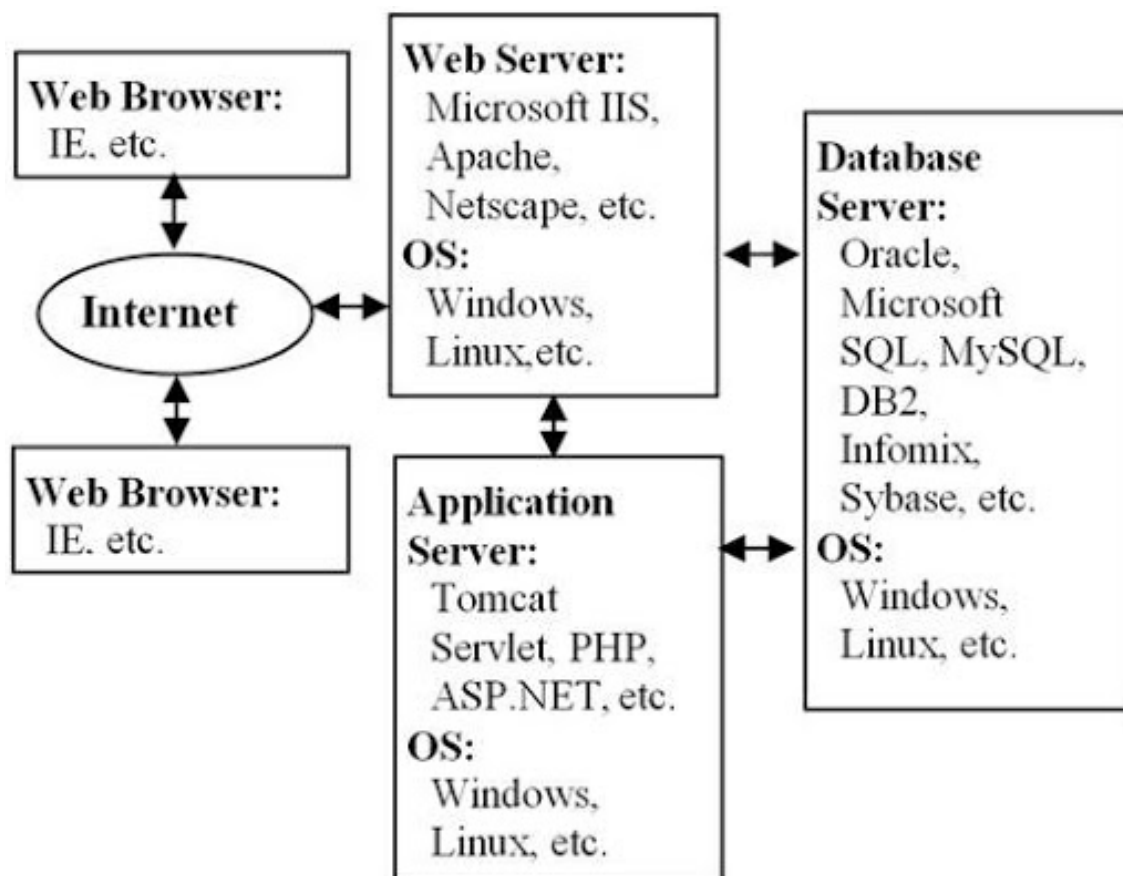 Web Browser:
IE, etc.
Internet
Web Browser:
IE, etc.
Web Server:
Microsoft IIS,
Apache,
Netscape, etc.
OS:
Windows,
Linux,etc.
Application
Server:
Tomcat
Servlet, PHP,
ASP.NET, etc.
OS:
Windows,
Linux, etc.
Database
Server:
Oracle,
Microsoft
SQL, MySQL,
DB2,
Infomix,
Sybase, etc.
OS:
Windows,
Linux, etc.